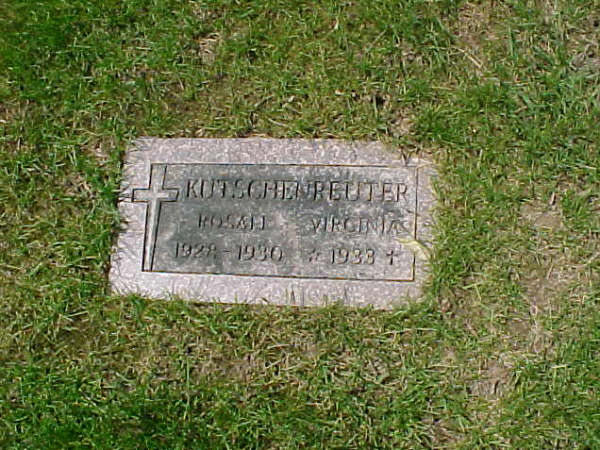 KUTSCHENREUTER
ROSALI VIRGINIA
1928-1930 ☆ 1933 ✝